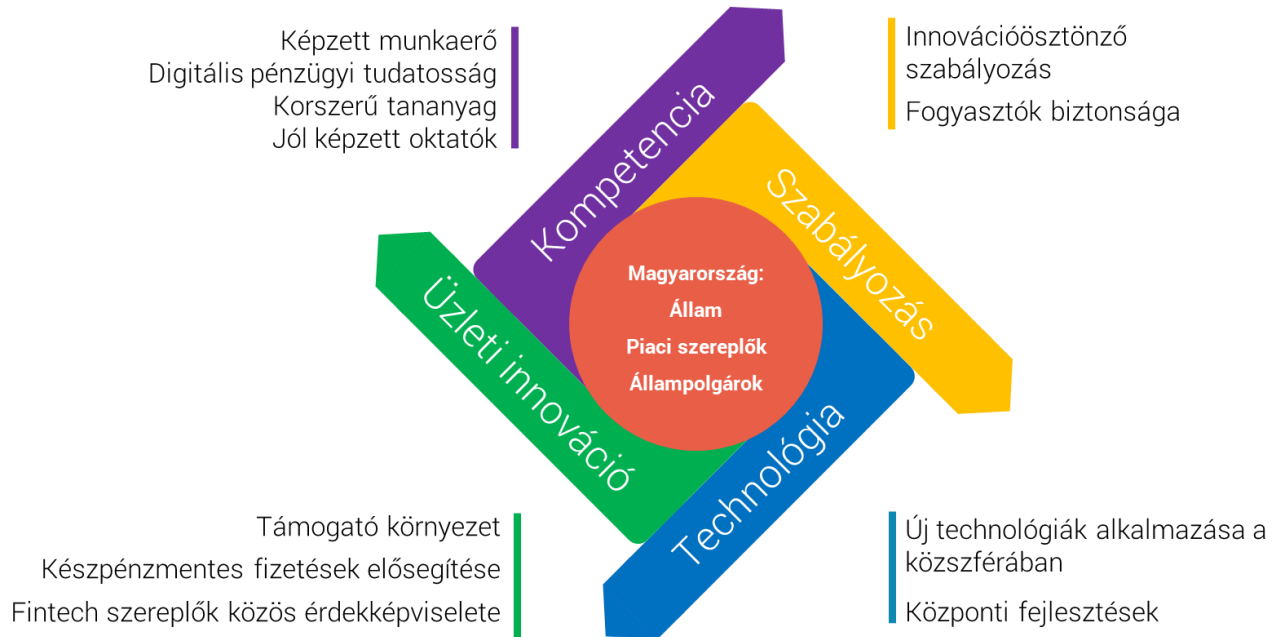 Képzett munkaerő
Digitális pénzügyi tudatosság
Korszerű tananyag
Jól képzett oktatók
Innovációösztönző
szabályozás
Fogyasztók biztonsága
Kompetencia
Szabályozás
Magyarország:
Állam
Piaci szereplők
Állampolgárok
Üzleti innováció
Technológia
Támogató környezet
Készpénzmentes fizetések elősegítése
Fintech szereplők közös érdekképviselete
Új technológiák alkalmazása a
közszférában
Központi fejlesztések